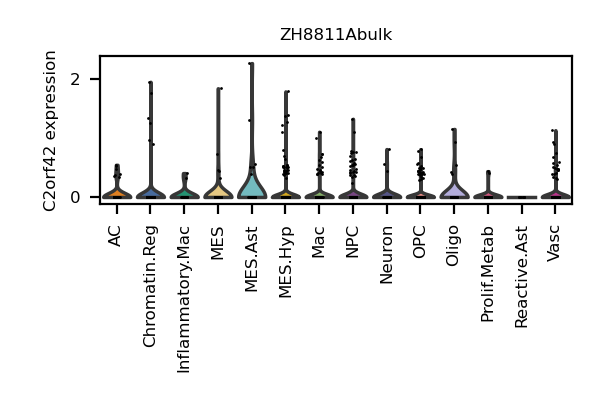 ZH8811Abulk
C2orf42 expression
2
0
AC
Chromatin.Reg
Inflammatory.Mac
MES
MES.Ast
MES.Hyp
Mac
NPC
Neuron
OPC
Oligo
Prolif.Metab
Reactive.Ast
Vasc